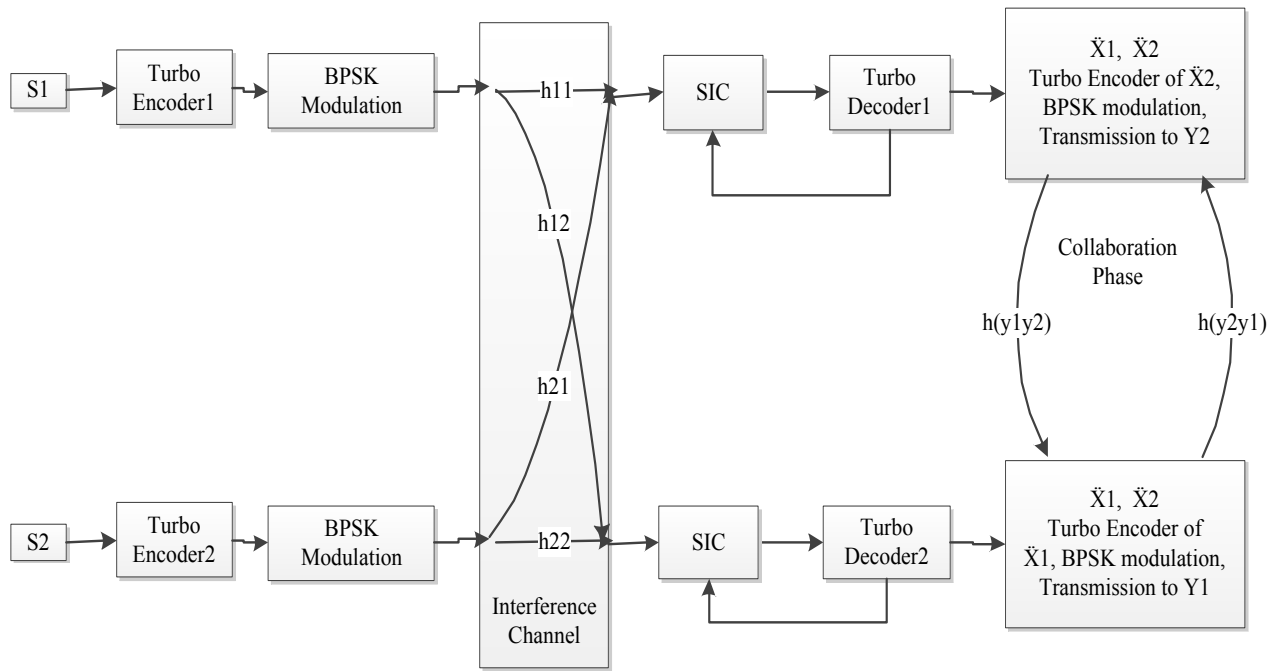 S1
Turbo
Encoder1
BPSK
Modulation
h11
SIC
Turbo
Decoder1
Ẍ1, Ẍ2
Turbo Encoder of Ẍ2,
BPSK modulation,
Transmission to Y2
h12
h21
Collaboration
Phase
h(y1y2)
h(y2y1)
S2
Turbo
Encoder2
BPSK
Modulation
h22
Interference
Channel
SIC
Turbo
Decoder2
Ẍ1, Ẍ2
Turbo Encoder of
Ẍ1, BPSK modulation,
Transmission to Y1